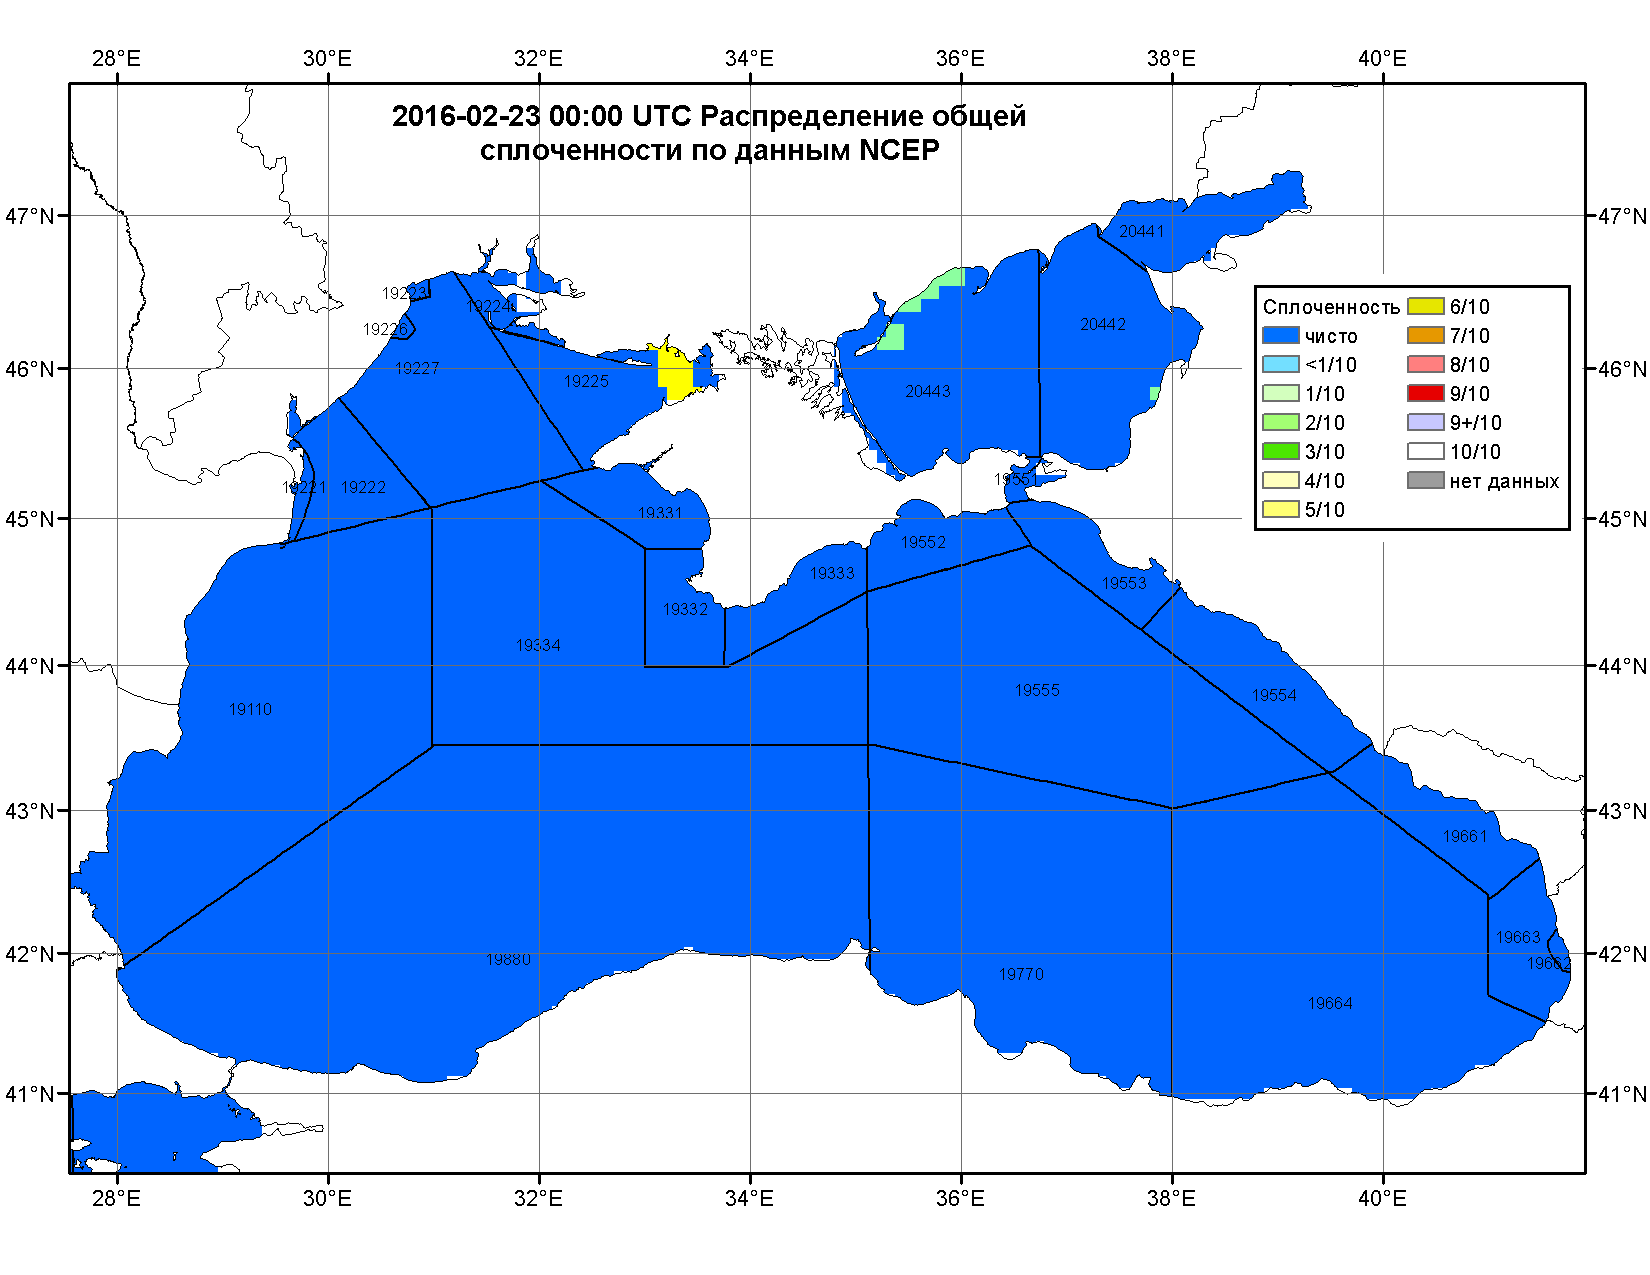 28°E 30°E 32°E 34°E 36°E 38°E 40°E
2016-02-23 00:00 UTC Распределение общей
сплоченности по данным NCEP
47°N 47°N
20441
19223
19224
19226
20442
46°N 46°N
19227
19225
20443
Сплоченность
чисто
<1/10
1/10
2/10
3/10
4/10
5/10
6/10
7/10
8/10
9/10
9+/10
10/10
нет данных
19221
19222
19551
45°N 45°N
19331
19552
19333
19553
19332
19334
44°N 44°N
19555
19554
19110
43°N 43°N
19661
19663
42°N 42°N
19880
19662
19770
19664
41°N 41°N
28°E 30°E 32°E 34°E 36°E 38°E 40°E